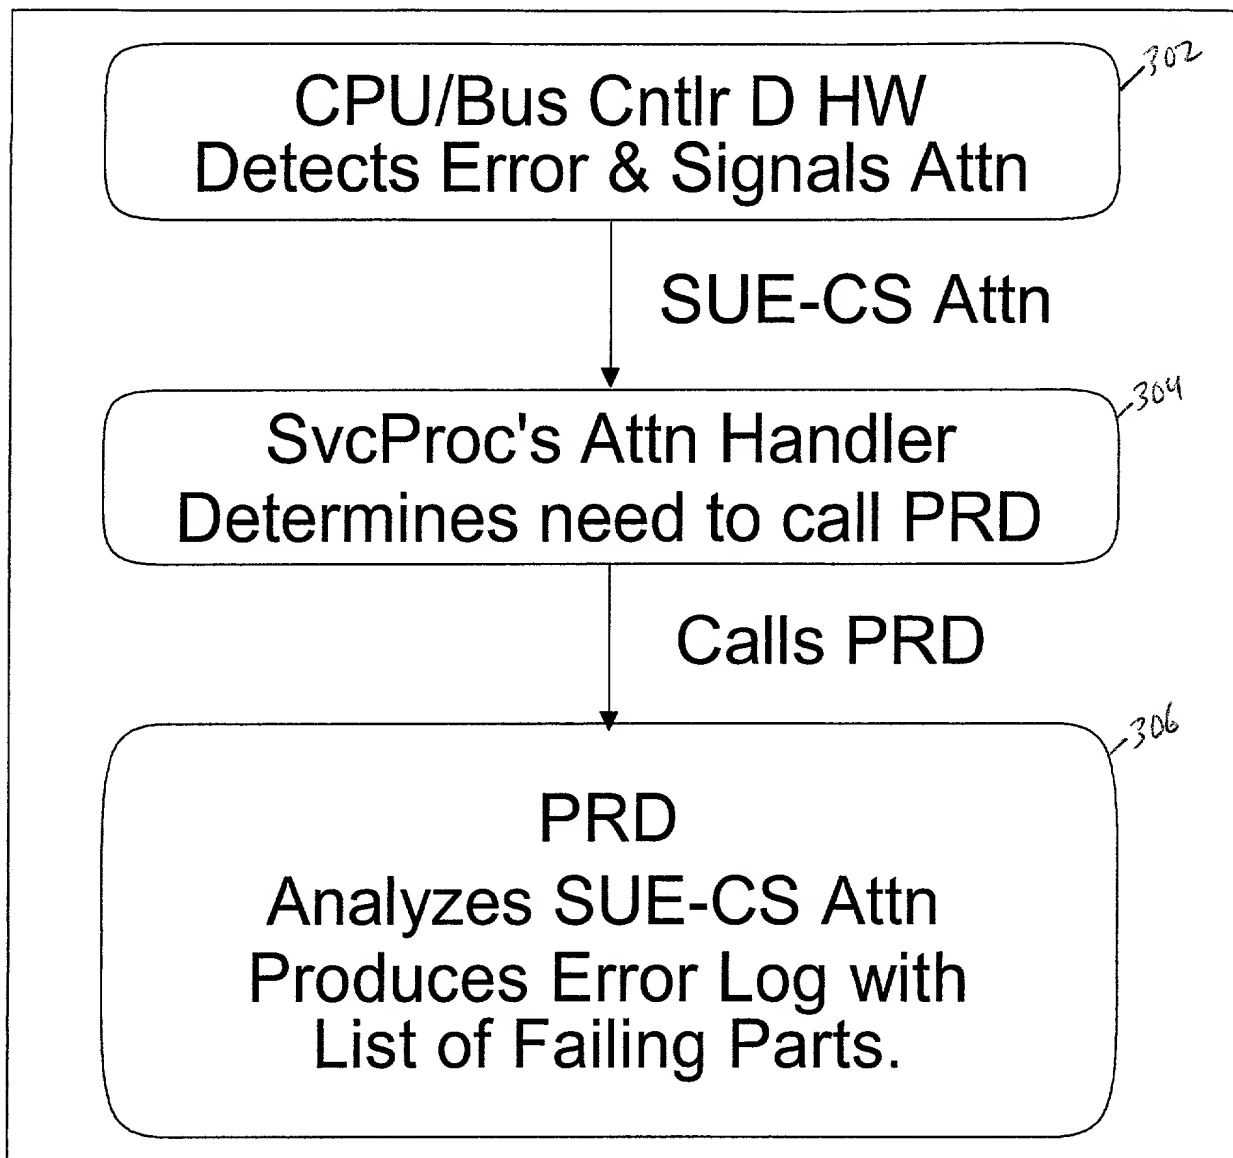 302
CPU/Bus Cntlr D HW
Detects Error & Signals Attn
SUE-CS Attn
304
SvcProc's Attn Handler
Determines need to call PRD
Calls PRD
306
PRD
Analyzes SUE-CS Attn
Produces Error Log with
List of Failing Parts.